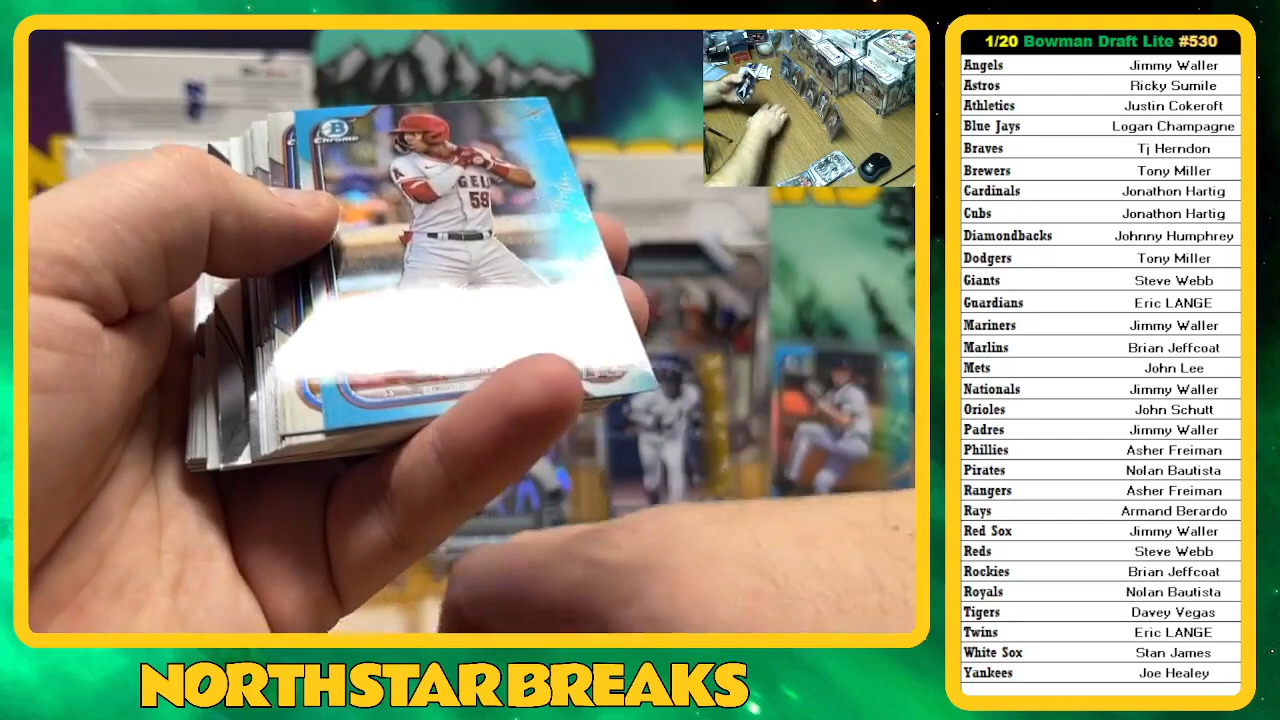 B
Chrome
GEL
59
1/20 Bowman Draft Lite #530
Angels Jimmy Waller
Astros Ricky Sumile
Athletics Justin Cokeroft
Blue Jays Logan Champagne
Braves Tj Herndon
Brewers Tony Miller
Cardinals Jonathon Hartig
Cubs Jonathon Hartig
Diamondbacks Johnny Humphrey
Dodgers Tony Miller
Giants Steve Webb
Guardians Eric LANGE
Mariners Jimmy Waller
Marlins Brian Jeffcoat
Mets John Lee
Nationals Jimmy Waller
Orioles John Schutt
Padres Jimmy Waller
Phillies Asher Freiman
Pirates Nolan Bautista
Rangers Asher Freiman
Rays Armand Berardo
Red Sox Jimmy Waller
Reds Steve Webb
Rockies Brian Jeffcoat
Royals Nolan Bautista
Tigers Davey Vegas
Twins Eric LANGE
White Sox Stan James
Yankees Joe Healey
NORTHSTAR BREAKS